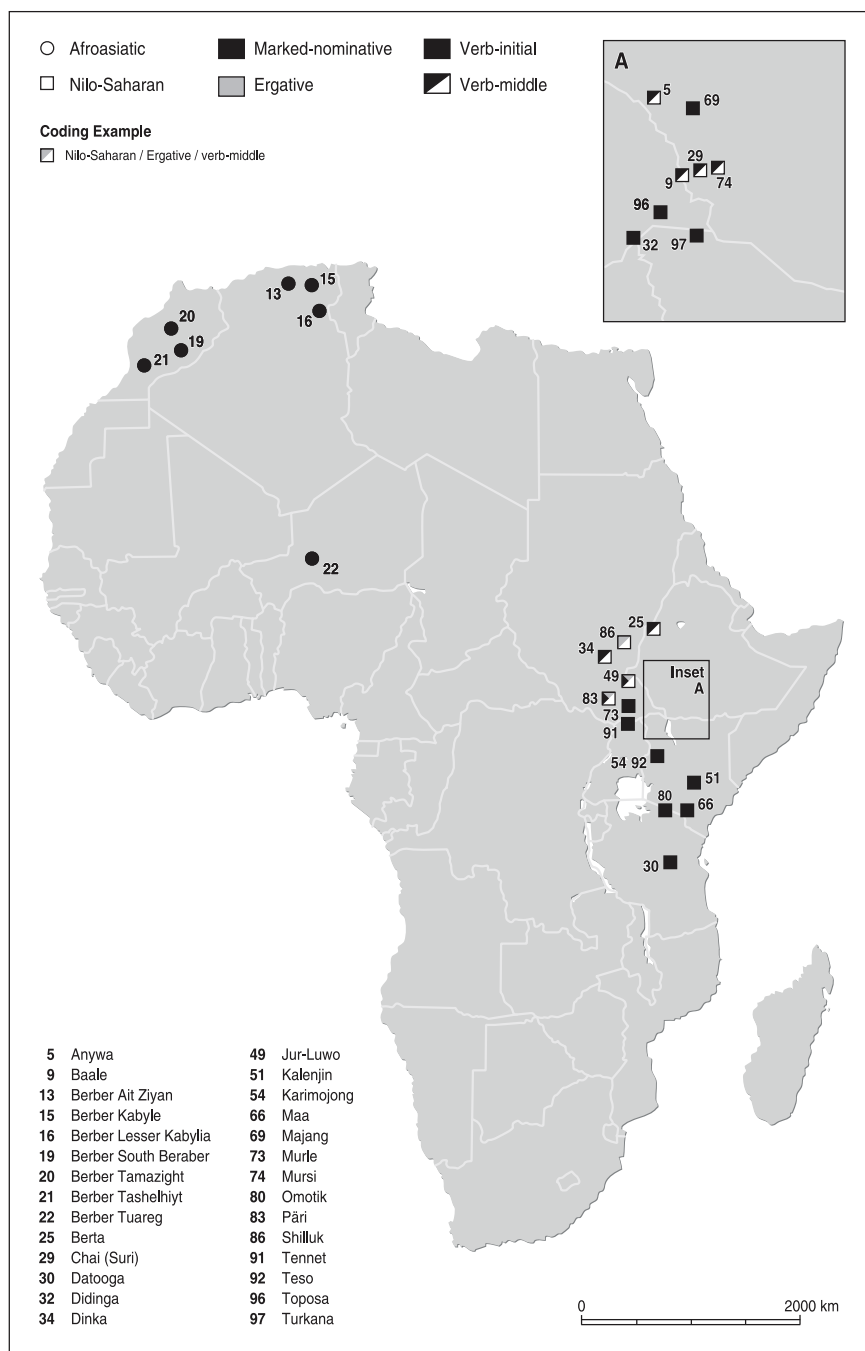 Afroasiatic
Marked-nominative
Verb-initial
Nilo-Saharan
Ergative
Verb-middle
Coding Example
Nilo-Saharan / Ergative / verb-middle
A
5
69
29
9
74
96
32
97
13
15
16
20
19
21
22
86
25
34
49
Inset
A
83
73
91
54 92
51
80
66
30
5 Anywa
9 Baale
13 Berber Ait Ziyan
15 Berber Kabyle
16 Berber Lesser Kabylia
19 Berber South Beraber
20 Berber Tamazight
21 Berber Tashelhiyt
22 Berber Tuareg
25 Berta
29 Chai (Suri)
30 Datooga
32 Didinga
34 Dinka
49 Jur-Luwo
51 Kalenjin
54 Karimojong
66 Maa
69 Majang
73 Murle
74 Mursi
80 Omotik
83 Päri
86 Shilluk
91 Tennet
92 Teso
96 Toposa
97 Turkana
0 2000 km